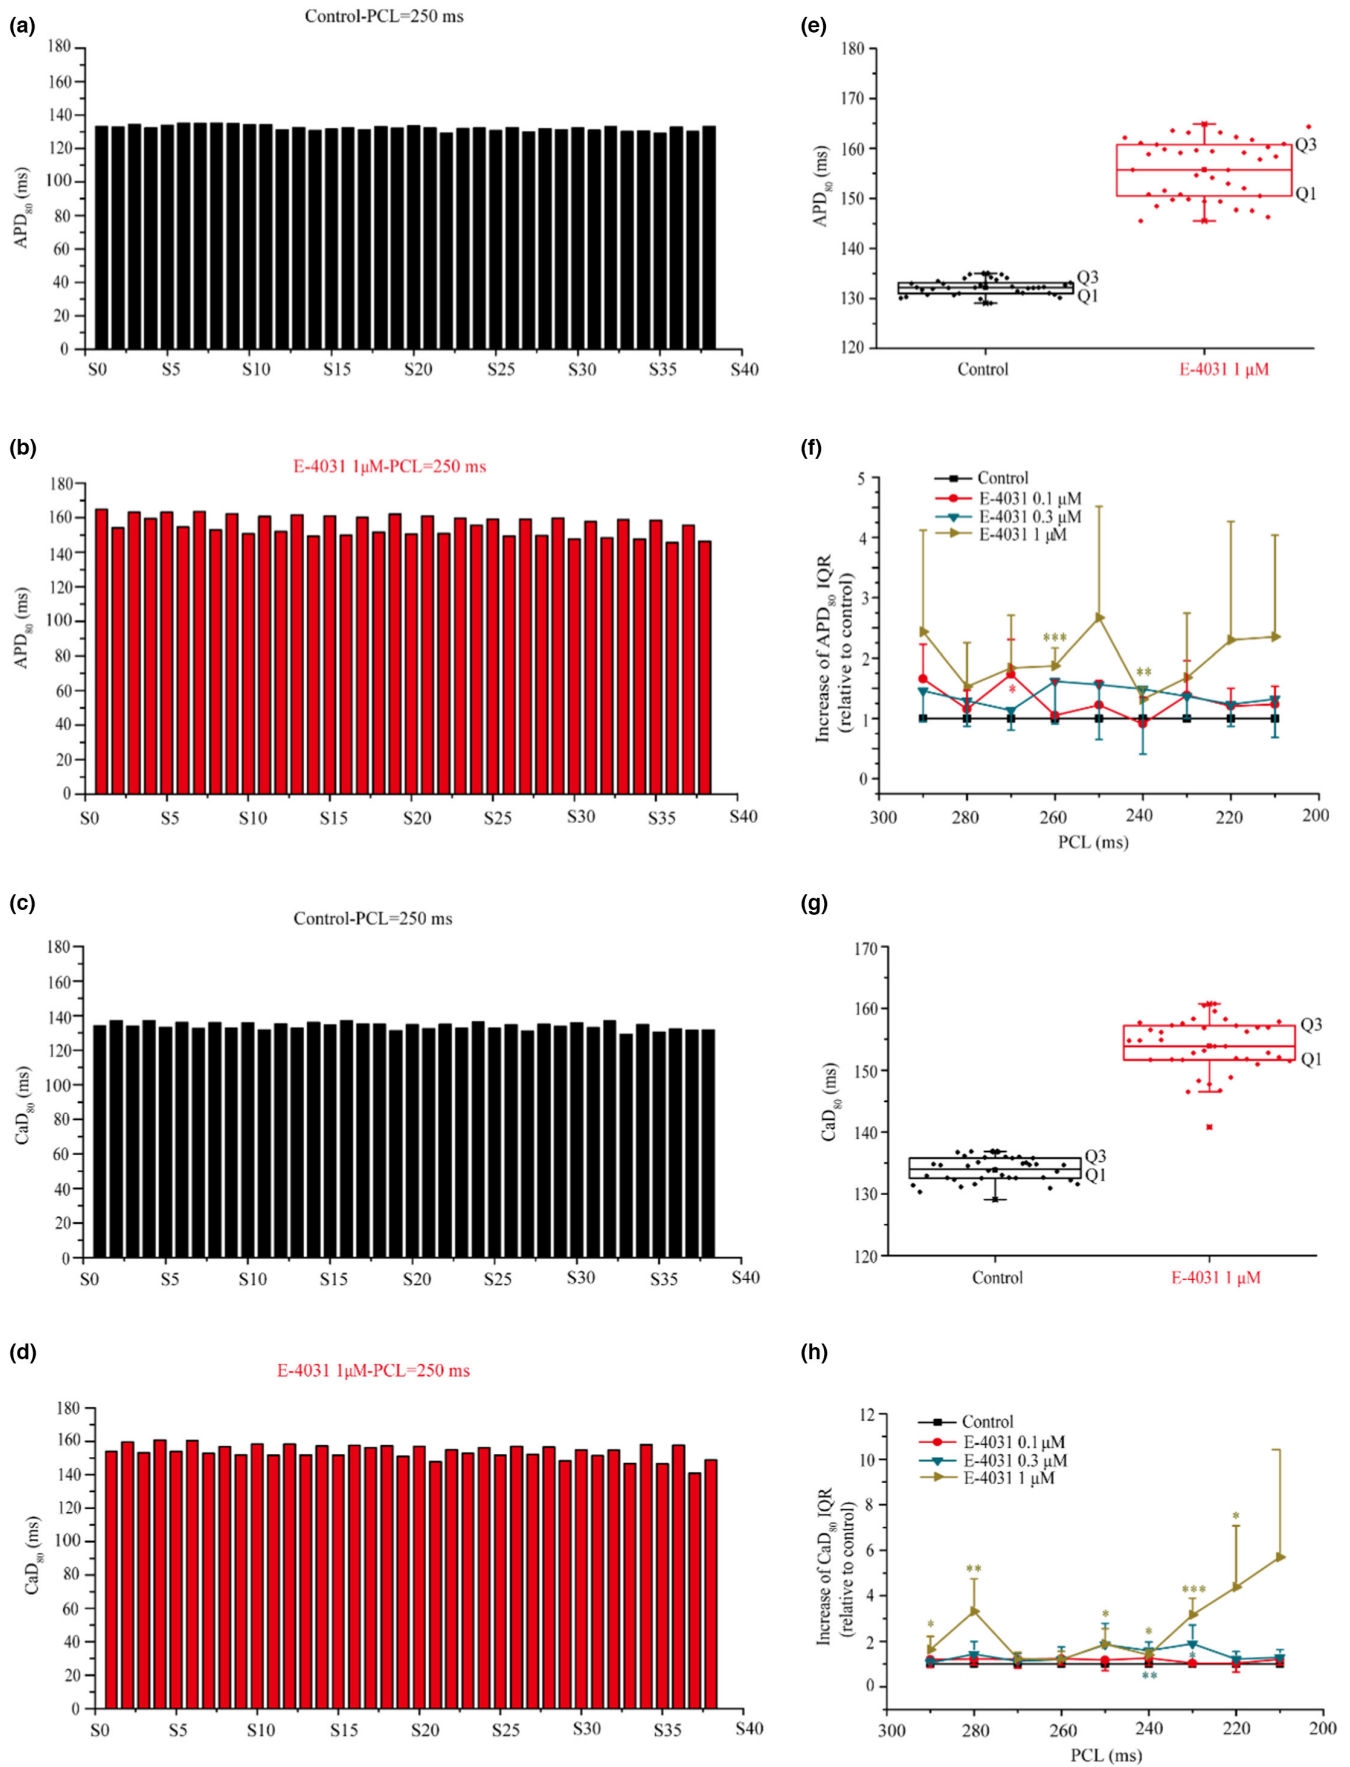 (a)
Control-PCL=250 ms
180
160
140
120
100
80
60
40
20
0
APD80 (ms)
S0 S5 S10 S15 S20 S25 S30 S35 S40
(e)
180
170
160
150
140
130
120
APD80 (ms)
Q3
Q1
Q3
Q1
Control E-4031 1 μM
(b)
E-4031 1μM-PCL=250 ms
180
160
140
120
100
80
60
40
20
0
APD80 (ms)
S0 S5 S10 S15 S20 S25 S30 S35 S40
(f)
Control
E-4031 0.1 μM
E-4031 0.3 μM
E-4031 1 μM
5
4
3
2
1
0
Increase of APD80 IQR
(relative to control)
***
**
*
300 280 260 240 220 200
PCL (ms)
(c)
Control-PCL=250 ms
180
160
140
120
100
80
60
40
20
0
CaD80 (ms)
S0 S5 S10 S15 S20 S25 S30 S35 S40
(g)
170
160
150
140
130
120
CaD80 (ms)
Q3
Q1
Q3
Q1
Control E-4031 1 μM
(d)
E-4031 1μM-PCL=250 ms
180
160
140
120
100
80
60
40
20
0
CaD80 (ms)
S0 S5 S10 S15 S20 S25 S30 S35 S40
(h)
Control
E-4031 0.1 μM
E-4031 0.3 μM
E-4031 1 μM
12
10
8
6
4
2
0
Increase of CaD80 IQR
(relative to control)
*
**
*
*
**
***
*
*
300 280 260 240 220 200
PCL (ms)